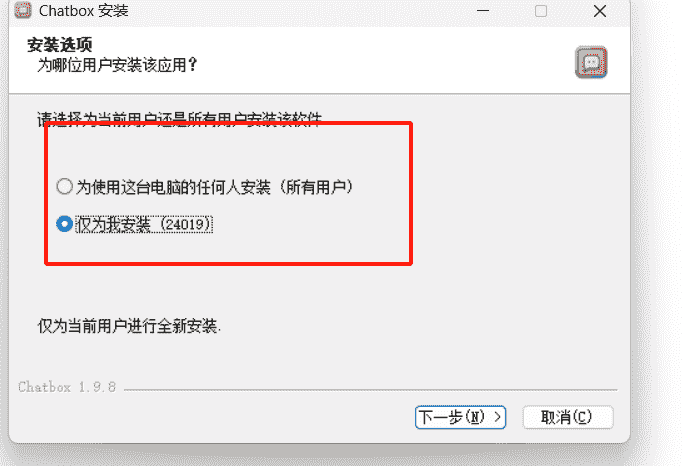 Chatbox 安装
安装选项
为哪位用户安装该应用？
请选择为当前用户还是所有用户安装该软件
为使用这台电脑的任何人安装（所有用户）
仅为我安装（24019）
仅为当前用户进行全新安装.
Chatbox 1.9.8
下一步(N) >
取消(C)